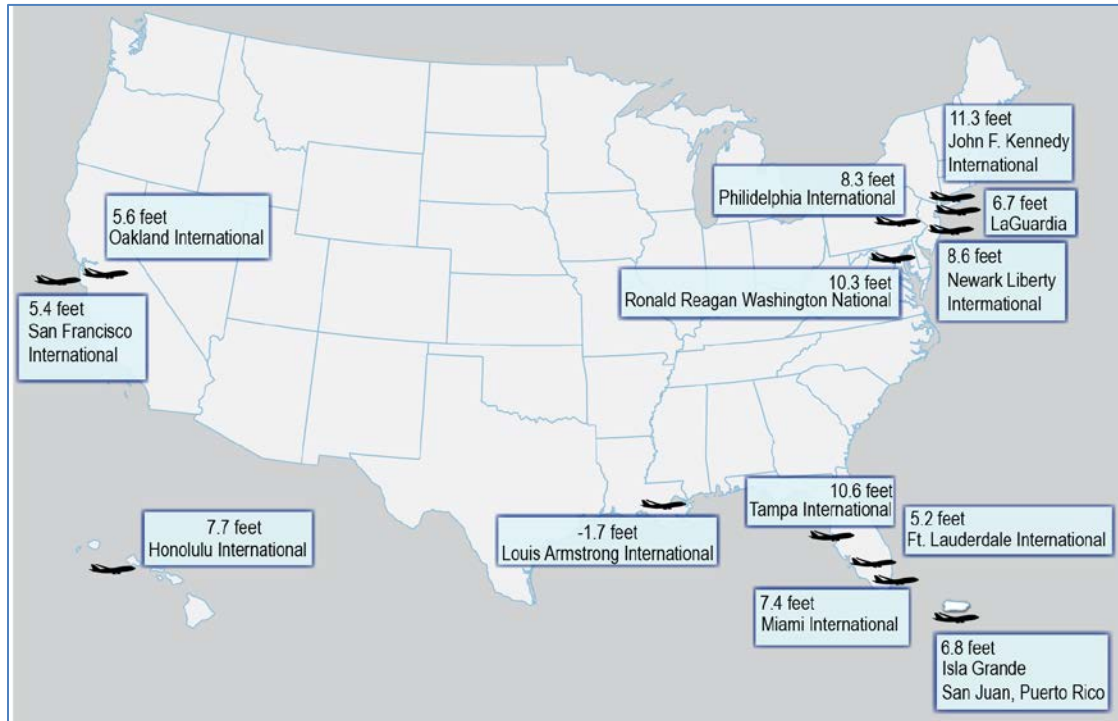 11.3 feet
John F. Kennedy
International
8.3 feet
Philidelphia International
6.7 feet
LaGuardia
5.6 feet
Oakland International
8.6 feet
Newark Liberty
International
10.3 feet
Ronald Reagan Washington National
5.4 feet
San Francisco
International
10.6 feet
Tampa International
5.2 feet
Ft. Lauderdale International
7.7 feet
Honolulu International
-1.7 feet
Louis Armstrong International
7.4 feet
Miami International
6.8 feet
Isla Grande
San Juan, Puerto Rico